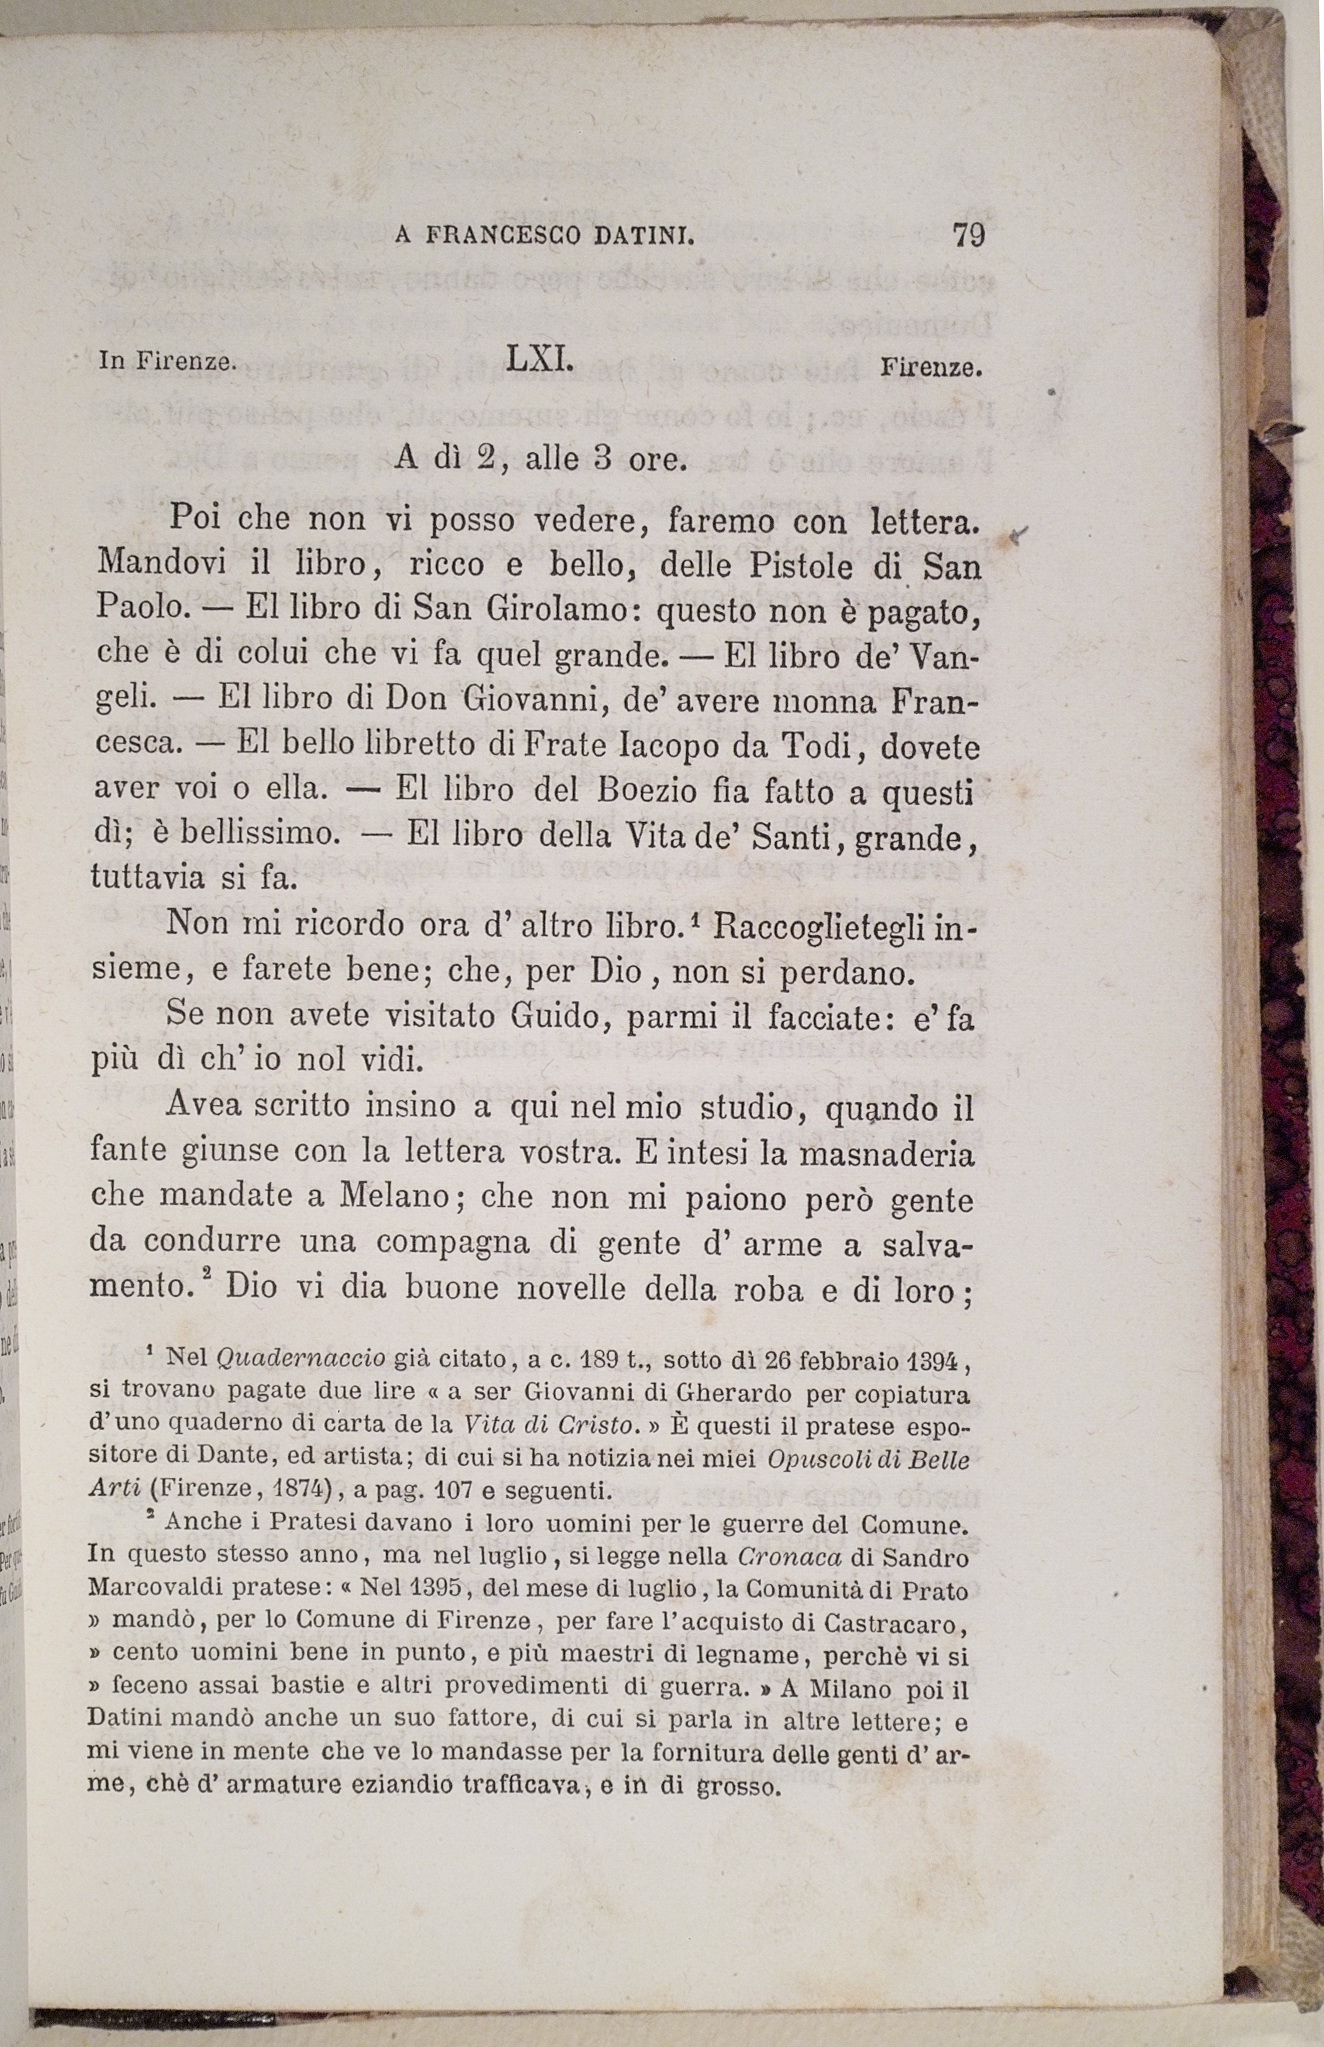 A FRANCESCO DATINI. 79
In Firenze. LXI. Firenze.
A dì 2, alle 3 ore.
Poi che non vi posso vedere, faremo con lettera.
Mandovi il libro, ricco e bello, delle Pistole di San
Paolo. — El libro di San Girolamo: questo non è pagato,
che è di colui che vi fa quel grande. — El libro de' Van-
geli. — El libro di Don Giovanni, de' avere monna Fran-
cesca. — El bello libretto di Frate Iacopo da Todi, dovete
aver voi o ella. — El libro del Boezio fia fatto a questi
dì; è bellissimo. — El libro della Vita de' Santi, grande,
tuttavia si fa.
Non mi ricordo ora d' altro libro.¹ Raccoglietegli in-
sieme, e farete bene; che, per Dio, non si perdano.
Se non avete visitato Guido, parmi il facciate: e' fa
più dì ch' io nol vidi.
Avea scritto insino a qui nel mio studio, quando il
fante giunse con la lettera vostra. E intesi la masnaderia
che mandate a Melano; che non mi paiono però gente
da condurre una compagna di gente d' arme a salva-
mento.² Dio vi dia buone novelle della roba e di loro;
¹ Nel Quadernaccio già citato, a c. 189 t., sotto dì 26 febbraio 1394,
si trovano pagate due lire « a ser Giovanni di Gherardo per copiatura
d'uno quaderno di carta de la Vita di Cristo. » È questi il pratese espo-
sitore di Dante, ed artista; di cui si ha notizia nei miei Opuscoli di Belle
Arti (Firenze, 1874), a pag. 107 e seguenti.
² Anche i Pratesi davano i loro uomini per le guerre del Comune.
In questo stesso anno, ma nel luglio, si legge nella Cronaca di Sandro
Marcovaldi pratese: « Nel 1395, del mese di luglio, la Comunità di Prato
» mandò, per lo Comune di Firenze, per fare l'acquisto di Castracaro,
» cento uomini bene in punto, e più maestri di legname, perchè vi si
» feceno assai bastie e altri provedimenti di guerra. » A Milano poi il
Datini mandò anche un suo fattore, di cui si parla in altre lettere; e
mi viene in mente che ve lo mandasse per la fornitura delle genti d' ar-
me, chè d' armature eziandio trafficava, e in di grosso.